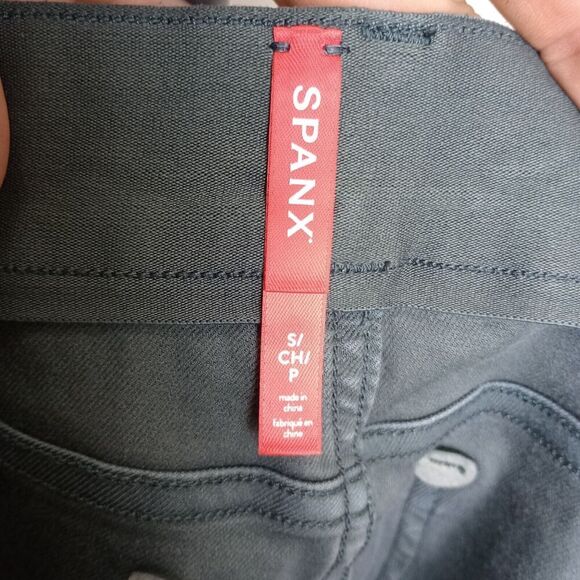 SPANX
S/
CH/
P
made in
china
fabriqué en
chine